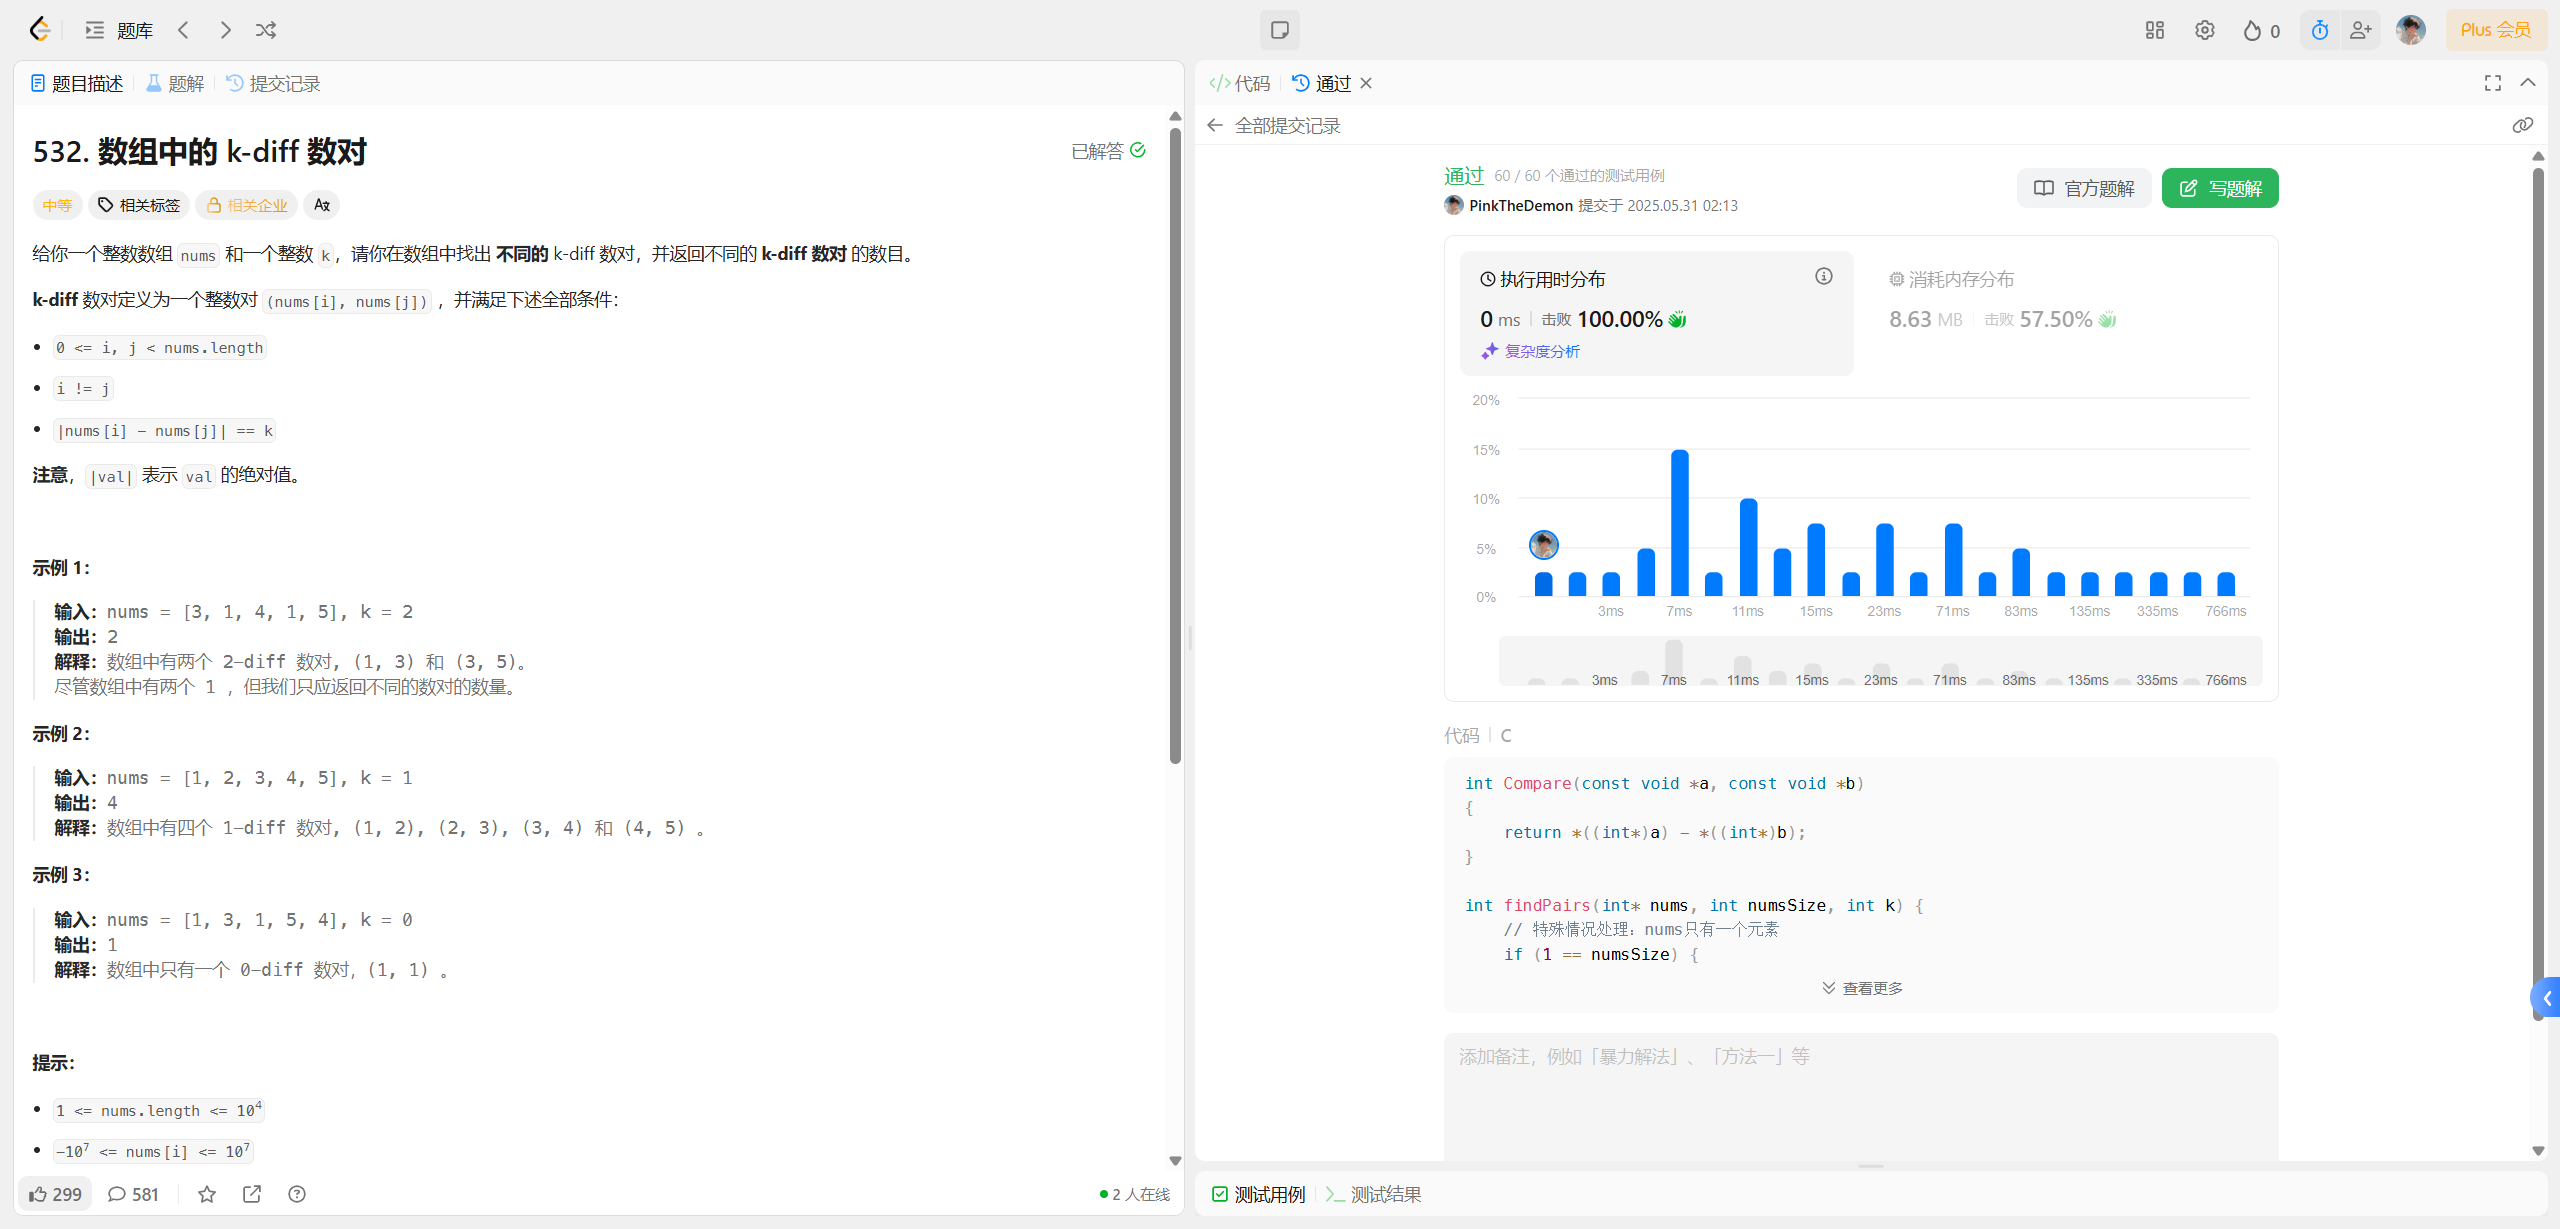 题库
0
Plus 会员
题目描述
题解
提交记录
532. 数组中的 k-diff 数对
已解答
中等
相关标签
相关企业
给你一个整数数组 nums 和一个整数 k，请你在数组中找出 不同的 k-diff 数对，并返回不同的 k-diff 数对 的数目。
k-diff 数对定义为一个整数对 (nums[i], nums[j]) ，并满足下述全部条件：
0 <= i, j < nums.length
i != j
|nums[i] - nums[j]| == k
注意，|val| 表示 val 的绝对值。
示例 1：
输入：nums = [3, 1, 4, 1, 5], k = 2
输出：2
解释：数组中有两个 2-diff 数对, (1, 3) 和 (3, 5)。
尽管数组中有两个 1 ，但我们只应返回不同的数对的数量。
示例 2：
输入：nums = [1, 2, 3, 4, 5], k = 1
输出：4
解释：数组中有四个 1-diff 数对, (1, 2), (2, 3), (3, 4) 和 (4, 5) 。
示例 3：
输入：nums = [1, 3, 1, 5, 4], k = 0
输出：1
解释：数组中只有一个 0-diff 数对，(1, 1) 。
提示：
1 <= nums.length <= 10⁴
-10⁷ <= nums[i] <= 10⁷
299
581
2 人在线
代码
通过
全部提交记录
通过 60 / 60 个通过的测试用例
PinkTheDemon 提交于 2025.05.31 02:13
官方题解
写题解
执行用时分布
0 ms 击败 100.00%
复杂度分析
消耗内存分布
8.63 MB 击败 57.50%
20%
15%
10%
5%
0%
3ms 7ms 11ms 15ms 23ms 71ms 83ms 135ms 335ms 766ms
3ms 7ms 11ms 15ms 23ms 71ms 83ms 135ms 335ms 766ms
代码 C
int Compare(const void *a, const void *b)
{
    return *((int*)a) - *((int*)b);
}
int findPairs(int* nums, int numsSize, int k) {
    // 特殊情况处理：nums只有一个元素
    if (1 == numsSize) {
查看更多
添加备注，例如「暴力解法」、「方法一」等
测试用例
测试结果